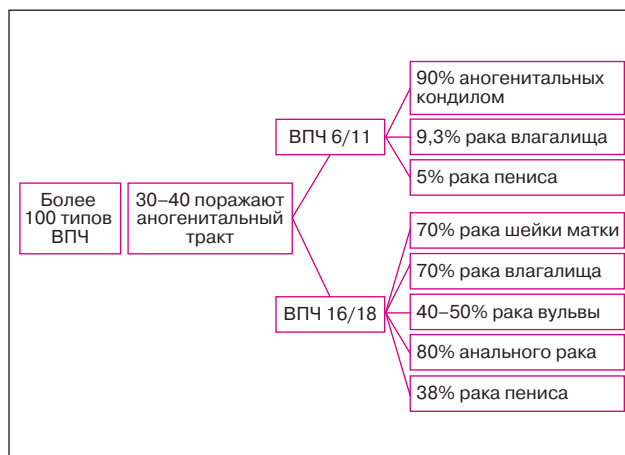 Более
100 типов
ВПЧ
30–40 поражают
аногенитальный
тракт
ВПЧ 6/11
90% аногенитальных
кондилом
9,3% рака влагалища
5% рака пениса
ВПЧ 16/18
70% рака шейки матки
70% рака влагалища
40–50% рака вульвы
80% анального рака
38% рака пениса